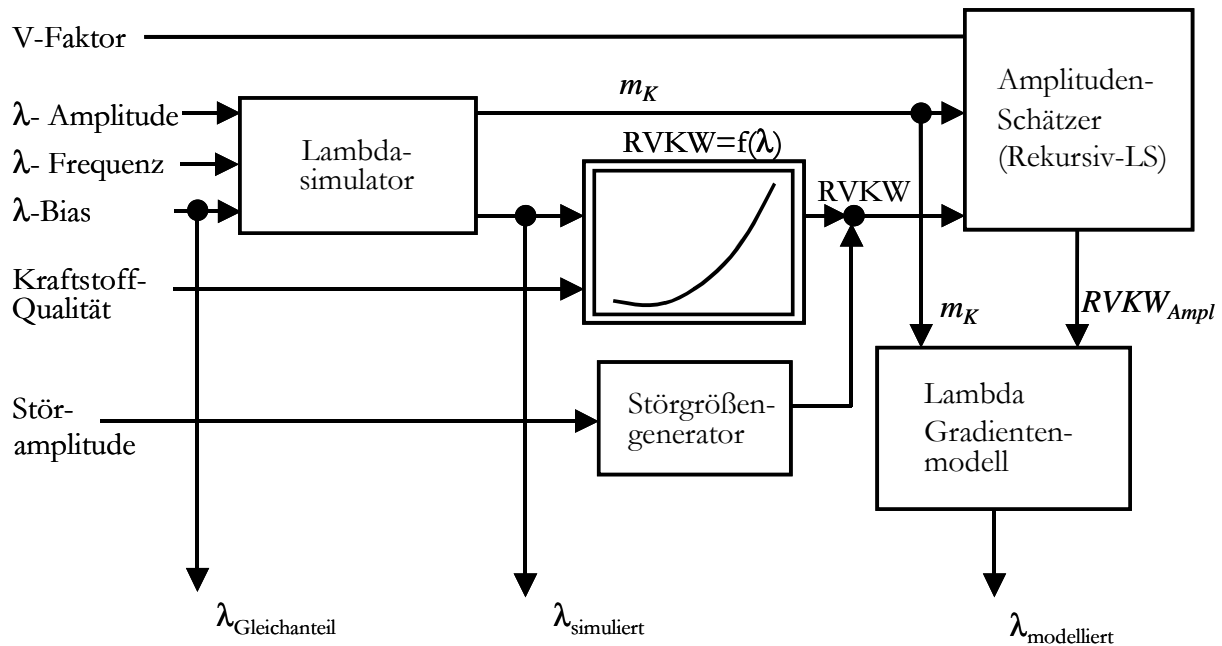 V-Faktor
λ- Amplitude
λ- Frequenz
λ-Bias
Kraftstoff-
Qualität
Stör-
amplitude
Lambda-
simulator
m_K
RVKW=f(λ)
RVKW
Störgrößen-
generator
Amplituden-
Schätzer
(Rekursiv-LS)
m_K
RVKW_Ampl
Lambda
Gradienten-
modell
λ_Gleichanteil
λ_simuliert
λ_modelliert